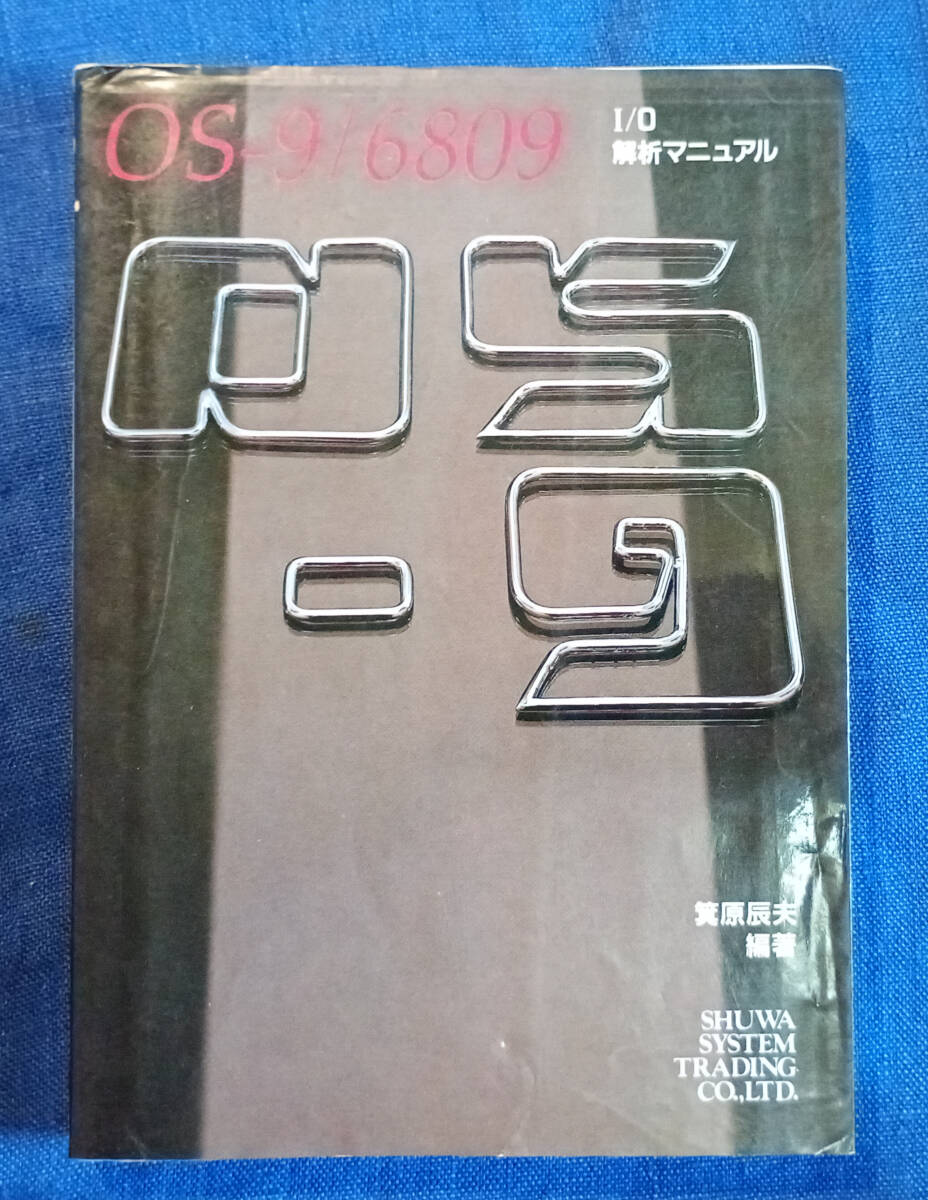 OS-9/6809
I/O
解析マニュアル
OS
-9
箕原辰夫
編著
SHUWA
SYSTEM
TRADING
CO.,LTD.